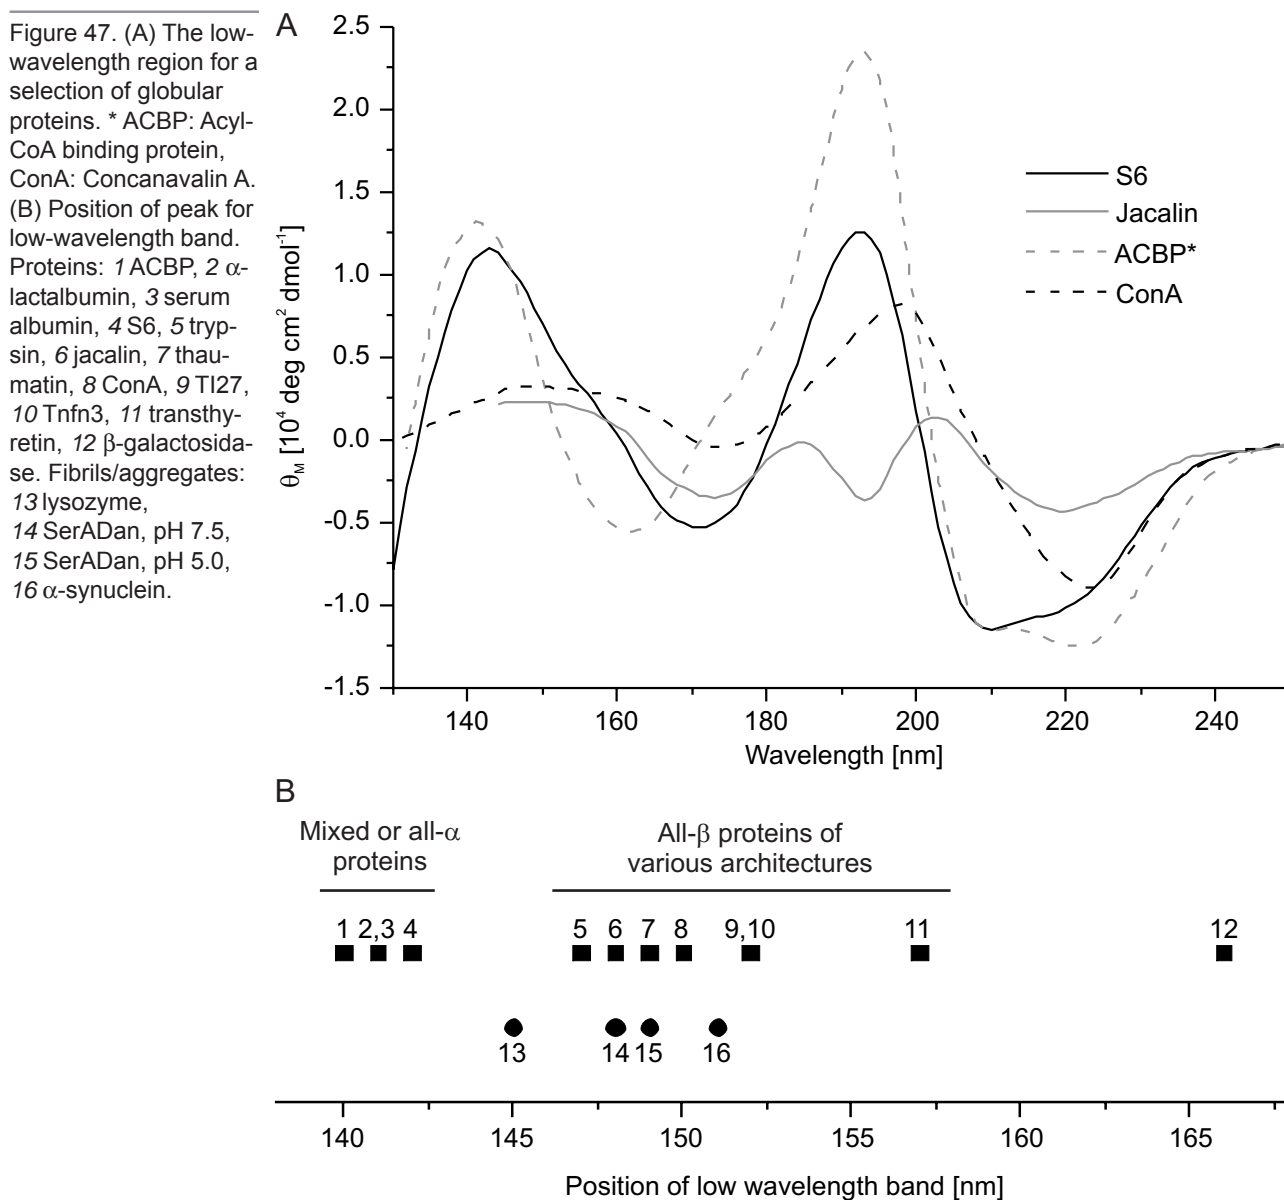 Figure 47. (A) The low-
wavelength region for a
selection of globular
proteins. * ACBP: Acyl-
CoA binding protein,
ConA: Concanavalin A.
(B) Position of peak for
low-wavelength band.
Proteins: 1 ACBP, 2 α-
lactalbumin, 3 serum
albumin, 4 S6, 5 tryp-
sin, 6 jacalin, 7 thau-
matin, 8 ConA, 9 TI27,
10 Tnfn3, 11 transthy-
retin, 12 β-galactosida-
se. Fibrils/aggregates:
13 lysozyme,
14 SerADan, pH 7.5,
15 SerADan, pH 5.0,
16 α-synuclein.
A
2.5
2.0
1.5
1.0
0.5
0.0
-0.5
-1.0
-1.5
θM [10⁴ deg cm² dmol⁻¹]
S6
Jacalin
ACBP*
ConA
140 160 180 200 220 240
Wavelength [nm]
B
Mixed or all-α
proteins
All-β proteins of
various architectures
1 2,3 4 5 6 7 8 9,10 11 12
13 14 15 16
140 145 150 155 160 165
Position of low wavelength band [nm]